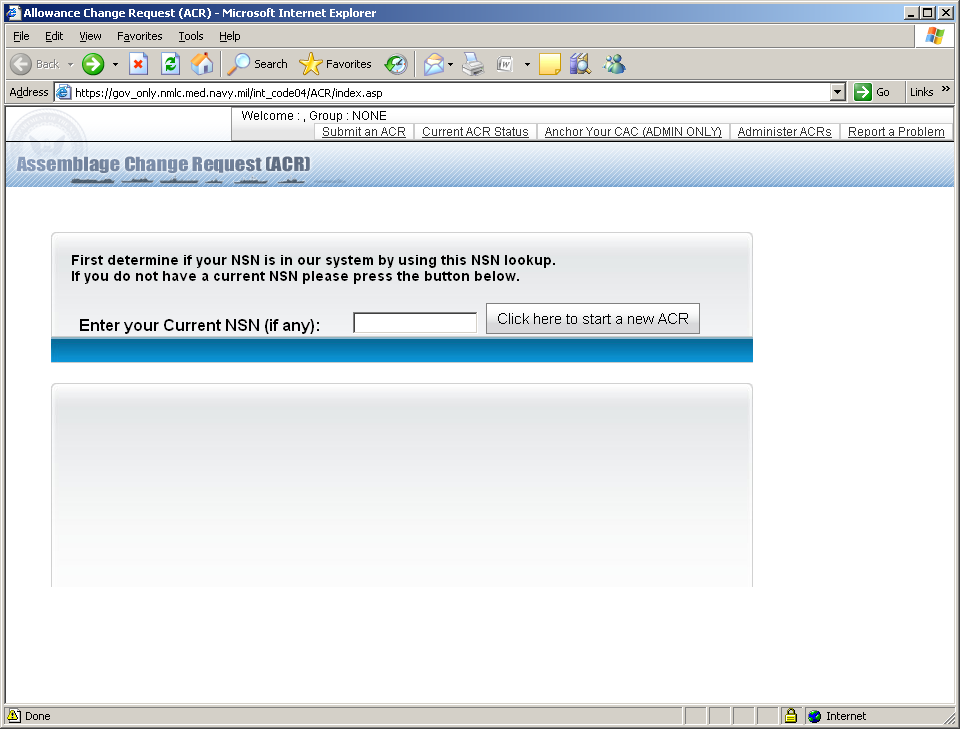 Allowance Change Request (ACR) - Microsoft Internet Explorer
File Edit View Favorites Tools Help
Back Search Favorites
Address https://gov_only.nmlc.med.navy.mil/int_code04/ACR/index.asp Go Links »
Welcome : , Group : NONE
Submit an ACR Current ACR Status Anchor Your CAC (ADMIN ONLY) Administer ACRs Report a Problem
Assemblage Change Request (ACR)
First determine if your NSN is in our system by using this NSN lookup.
If you do not have a current NSN please press the button below.
Enter your Current NSN (if any): Click here to start a new ACR
Done Internet